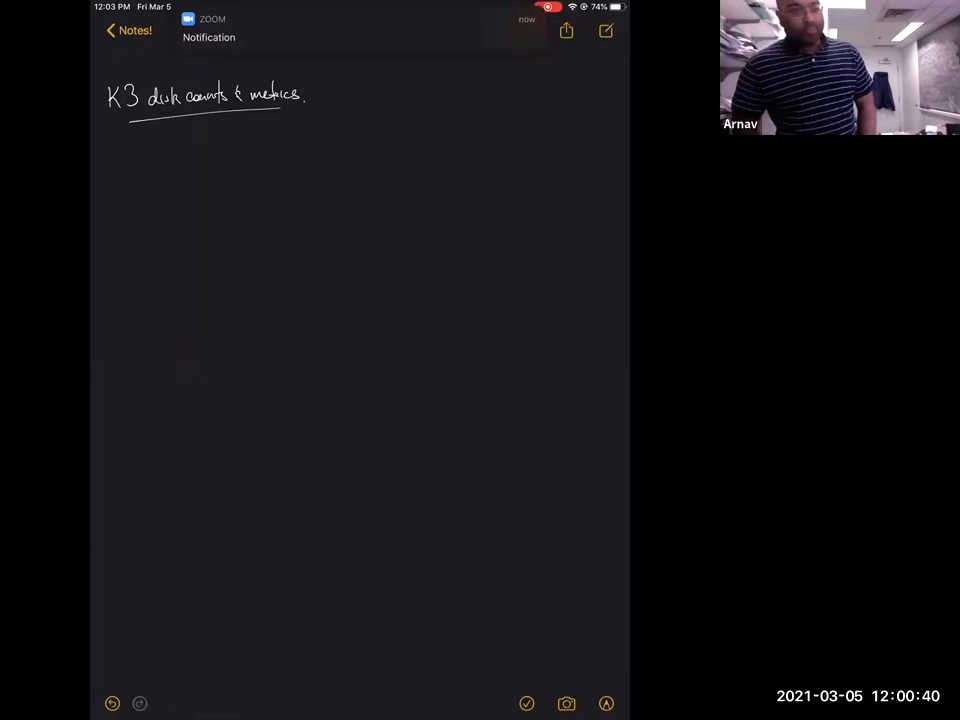 12:03 PM Fri Mar 5
74%
Notes!
ZOOM
now
Notification
K3 disk counts & metrics.
Arnav
2021-03-05 12:00:40